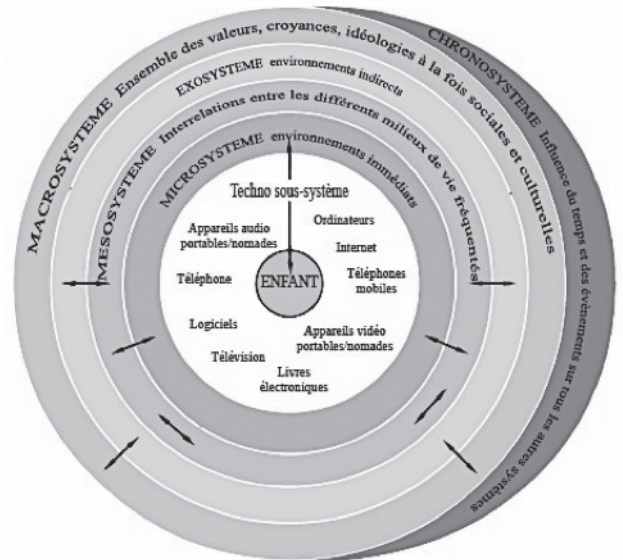 MACROSYSTEME Ensemble des valeurs, croyances, idéologies à la fois sociales et culturelles
CHRONOSYSTEME Influence du temps et des évènements sur tous les autres systèmes
EXOSYSTEME environnements indirects
MESOSYSTEME Interrelations entre les différents milieux de vie fréquentés
MICROSYSTEME environnements immédiats
Techno sous-système
Appareils audio
portables/nomades
Ordinateurs
Internet
Téléphone
ENFANT
Téléphones
mobiles
Logiciels
Appareils vidéo
portables/nomades
Télévision
Livres
électroniques